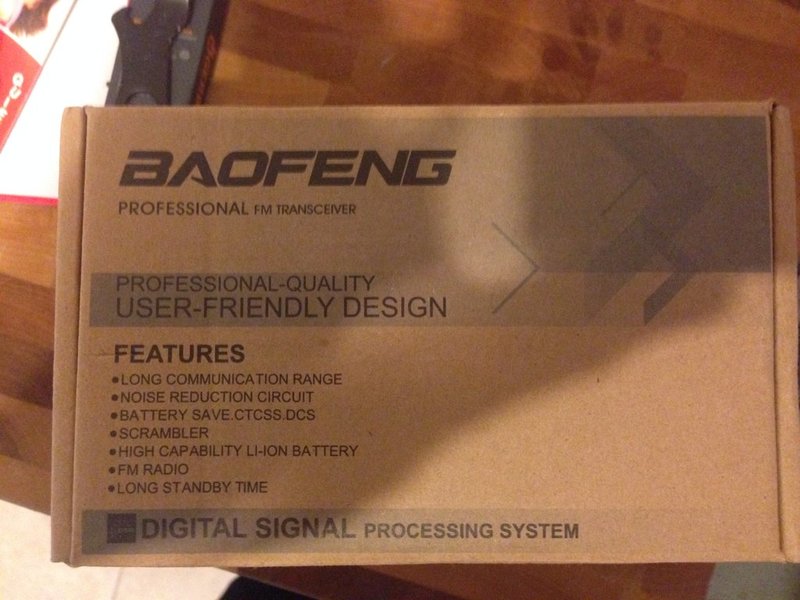 BAOFENG
PROFESSIONAL FM TRANSCEIVER
PROFESSIONAL-QUALITY
USER-FRIENDLY DESIGN
FEATURES
•LONG COMMUNICATION RANGE
•NOISE REDUCTION CIRCUIT
•BATTERY SAVE.CTCSS.DCS
•SCRAMBLER
•HIGH CAPABILITY LI-ION BATTERY
•FM RADIO
•LONG STANDBY TIME
DIGITAL SIGNAL PROCESSING SYSTEM